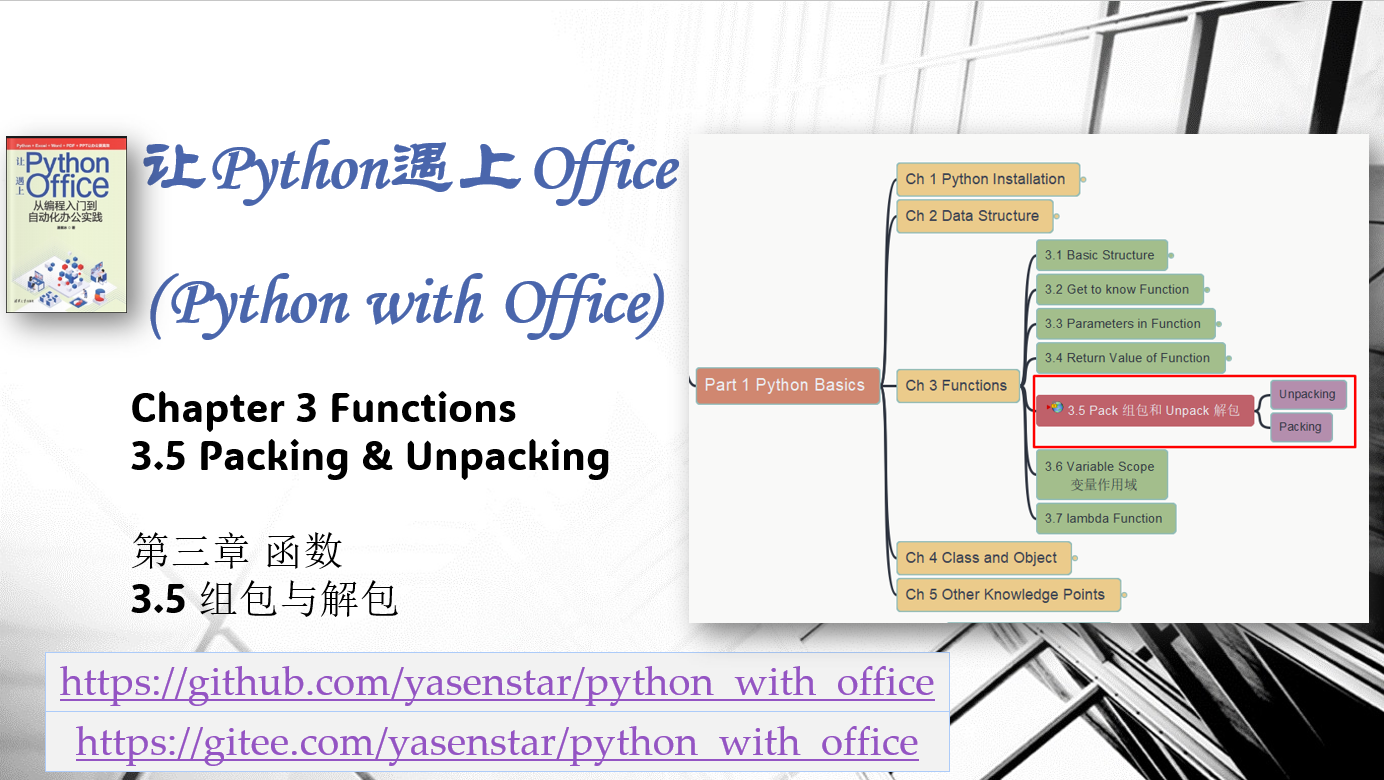 Python + Excel + Word + PDF + PPT办公超简单
让
遇上
Python
Office
从编程入门到
自动化办公实践
让Python遇上Office
(Python with Office)
Chapter 3 Functions
3.5 Packing & Unpacking
第三章 函数
3.5 组包与解包
https://github.com/yasenstar/python_with_office
https://gitee.com/yasenstar/python_with_office
Part 1 Python Basics
Ch 1 Python Installation
Ch 2 Data Structure
Ch 3 Functions
3.1 Basic Structure
3.2 Get to know Function
3.3 Parameters in Function
3.4 Return Value of Function
3.5 Pack 组包和 Unpack 解包
Unpacking
Packing
3.6 Variable Scope
变量作用域
3.7 lambda Function
Ch 4 Class and Object
Ch 5 Other Knowledge Points